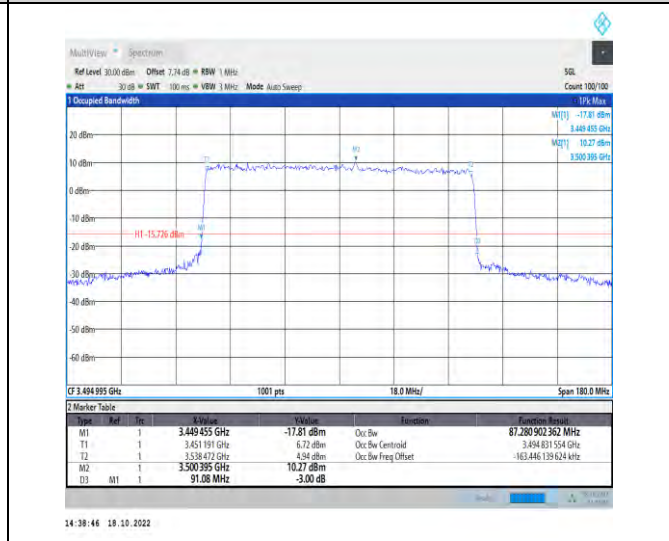 MultiView Spectrum
Ref Level 30.00 dBm Offset 7.74 dB RBW 1 MHz SGL
Att 30 dB SWT 100 ms VBW 3 MHz Mode Auto Sweep Count 100/100
1 Occupied Bandwidth 1Pk Max
M1[1] -17.81 dBm
3.449 455 GHz
M2[1] 10.27 dBm
3.500 395 GHz
20 dBm
M2
T1
10 dBm
0 dBm
-10 dBm
M1
H1 -15.726 dBm
D3
-20 dBm
-30 dBm
-40 dBm
-50 dBm
-60 dBm
CF 3.494 995 GHz 1001 pts 18.0 MHz/ Span 180.0 MHz
2 Marker Table
Type Ref Trc X-Value Y-Value Function Function Result
M1 1 3.449 455 GHz -17.81 dBm Occ Bw 87.280 902 362 MHz
T1 1 3.451 191 GHz 6.72 dBm Occ Bw Centroid 3.494 831 554 GHz
T2 1 3.538 472 GHz 4.94 dBm Occ Bw Freq Offset -163.446 139 624 kHz
M2 1 3.500 395 GHz 10.27 dBm
D3 M1 1 91.08 MHz -3.00 dB
14:38:46 18.10.2022